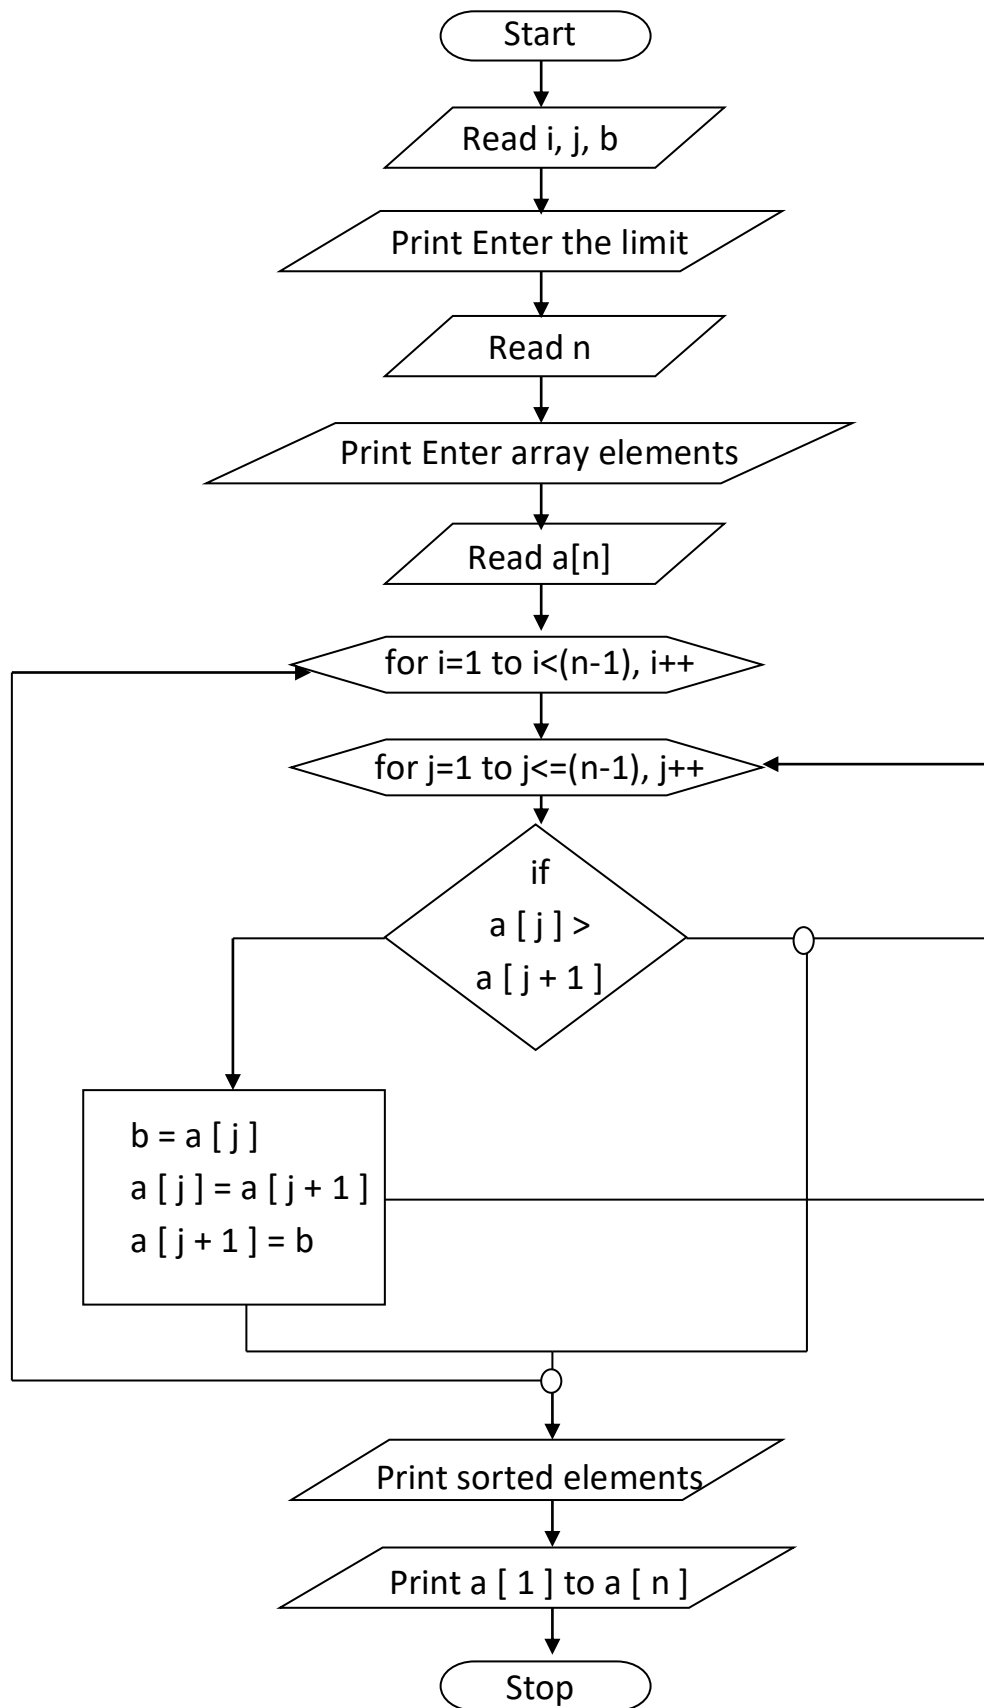 Start
Read i, j, b
Print Enter the limit
Read n
Print Enter array elements
Read a[n]
for i=1 to i<(n-1), i++
for j=1 to j<=(n-1), j++
if
a [ j ] >
a [ j + 1 ]
b = a [ j ]
a [ j ] = a [ j + 1 ]
a [ j + 1 ] = b
Print sorted elements
Print a [ 1 ] to a [ n ]
Stop